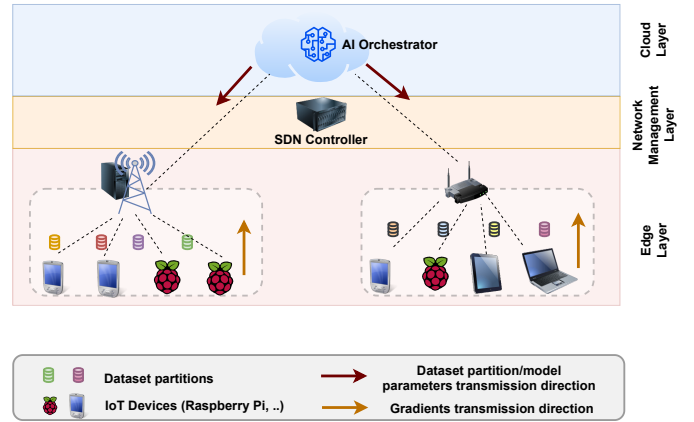 AI Orchestrator
Cloud
Layer
SDN Controller
Network
Management
Layer
Edge
Layer
Dataset partitions
Dataset partition/model
parameters transmission direction
IoT Devices (Raspberry Pi, ..)
Gradients transmission direction